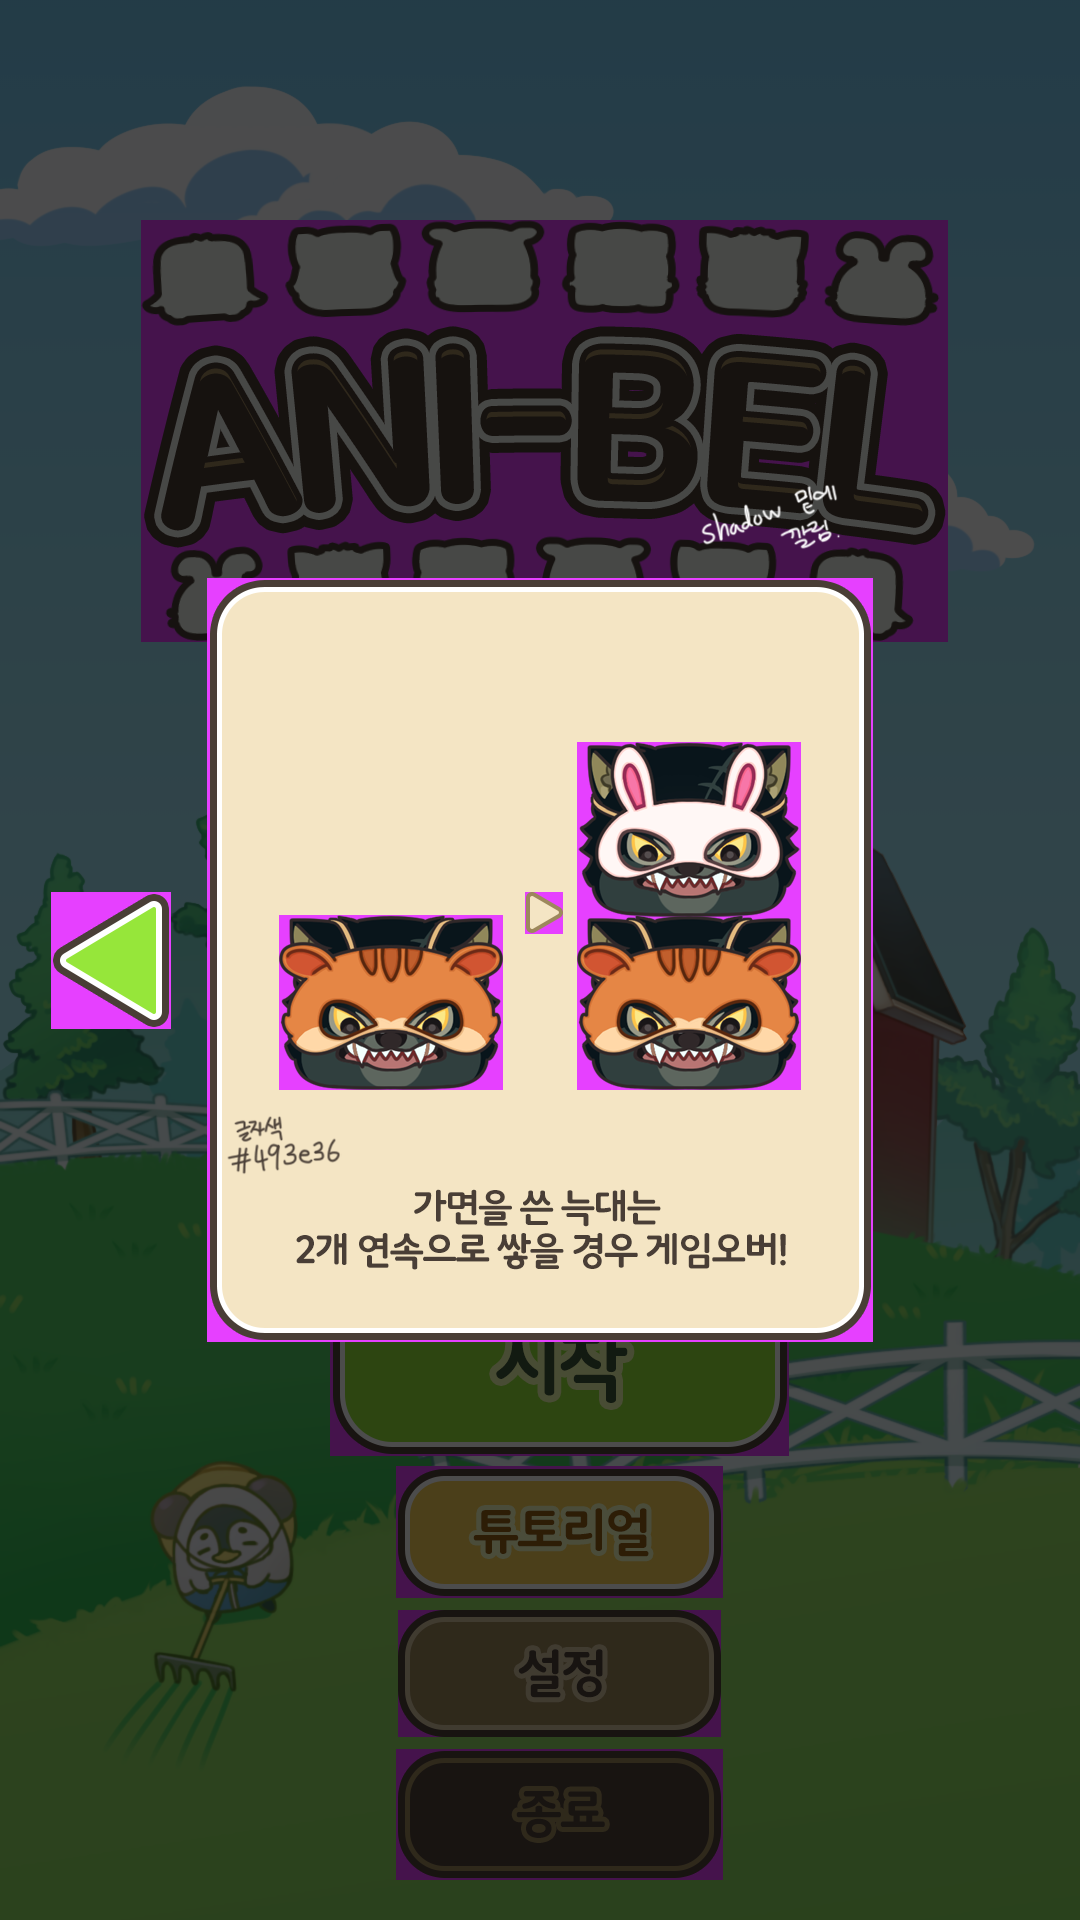 ANI-BEL
shadow 밑에
깔림.
글자색
#493e36
가면을 쓴 늑대는
2개 연속으로 쌓을 경우 게임오버!
시작
튜토리얼
설정
종료